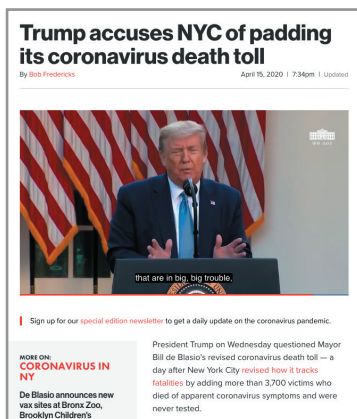 Trump accuses NYC of padding
its coronavirus death toll
By Bob Fredericks
April 15, 2020 | 7:34pm | Updated
WH.GOV
that are in big, big trouble,
Sign up for our special edition newsletter to get a daily update on the coronavirus pandemic.
MORE ON:
CORONAVIRUS IN
NY
De Blasio announces new
vax sites at Bronx Zoo,
Brooklyn Children's
President Trump on Wednesday questioned Mayor
Bill de Blasio's revised coronavirus death toll — a
day after New York City revised how it tracks
fatalities by adding more than 3,700 victims who
died of apparent coronavirus symptoms and were
never tested.